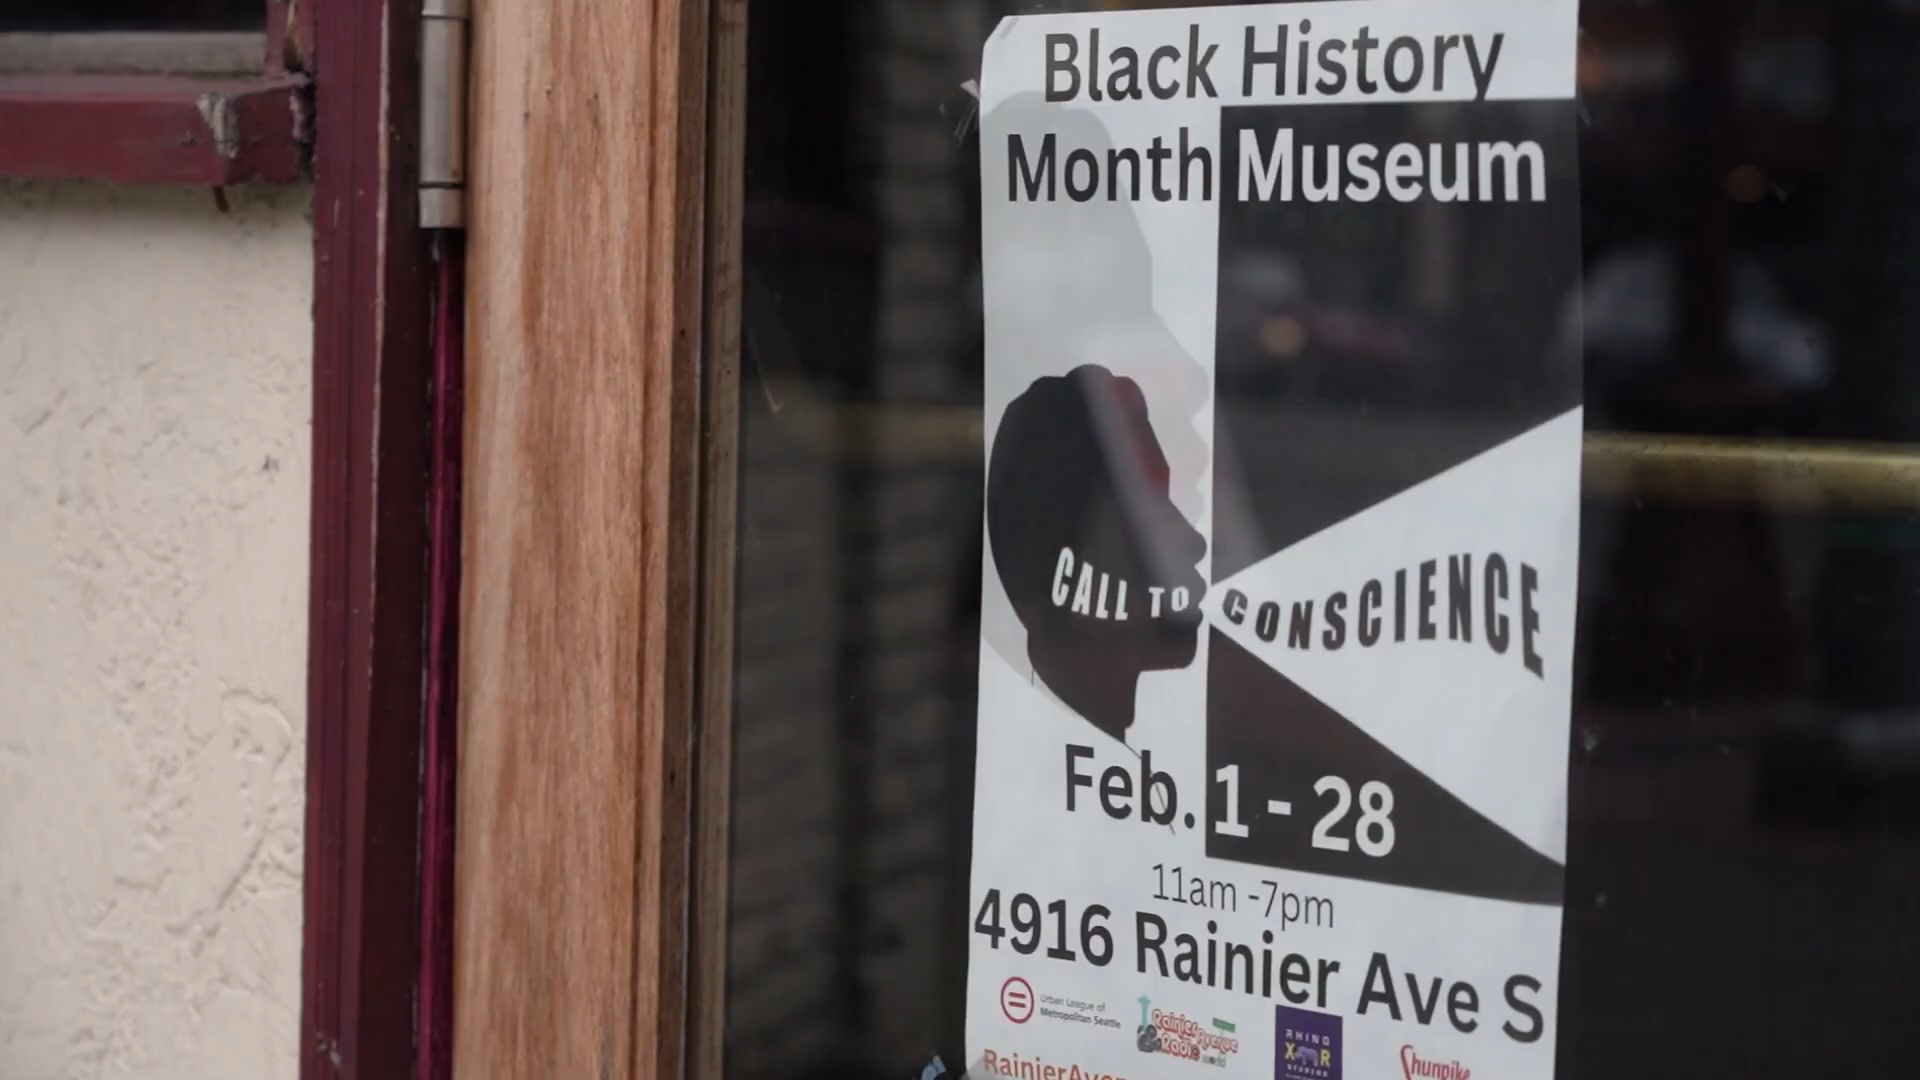 Black History
Month Museum
CALL TO CONSCIENCE
Feb. 1 - 28
11am -7pm
4916 Rainier Ave S
Urban League of
Metropolitan Seattle
Rainier Avenue
Radio
RHINO
XR
STUDIOS
Shunpike